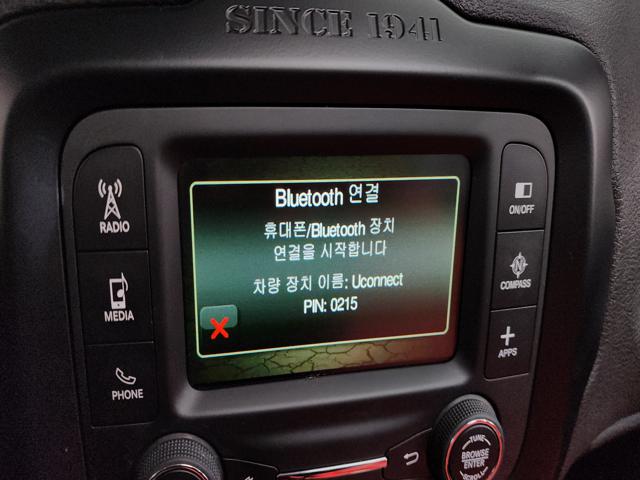 SINCE 1941
Bluetooth 연결
휴대폰/Bluetooth 장치
연결을 시작합니다
차량 장치 이름: Uconnect
PIN: 0215
RADIO
MEDIA
PHONE
ON/OFF
COMPASS
APPS
TUNE
BROWSE
ENTER
SCROLL